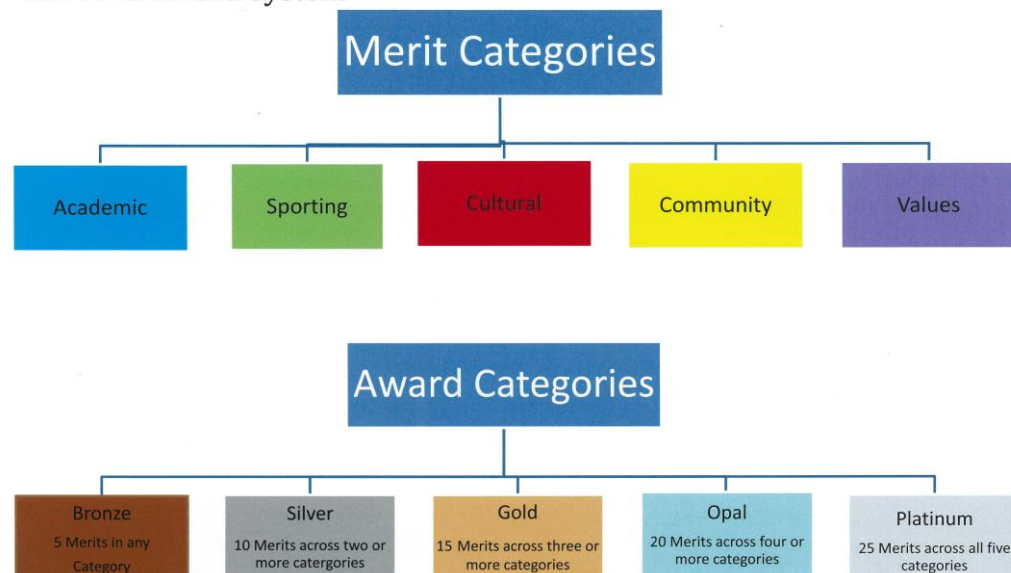 Merit Categories
Academic
Sporting
Cultural
Community
Values
Award Categories
Bronze
5 Merits in any
Category
Silver
10 Merits across two or
more catergories
Gold
15 Merits across three or
more categories
Opal
20 Merits across four or
more categories
Platinum
25 Merits across all five
categories